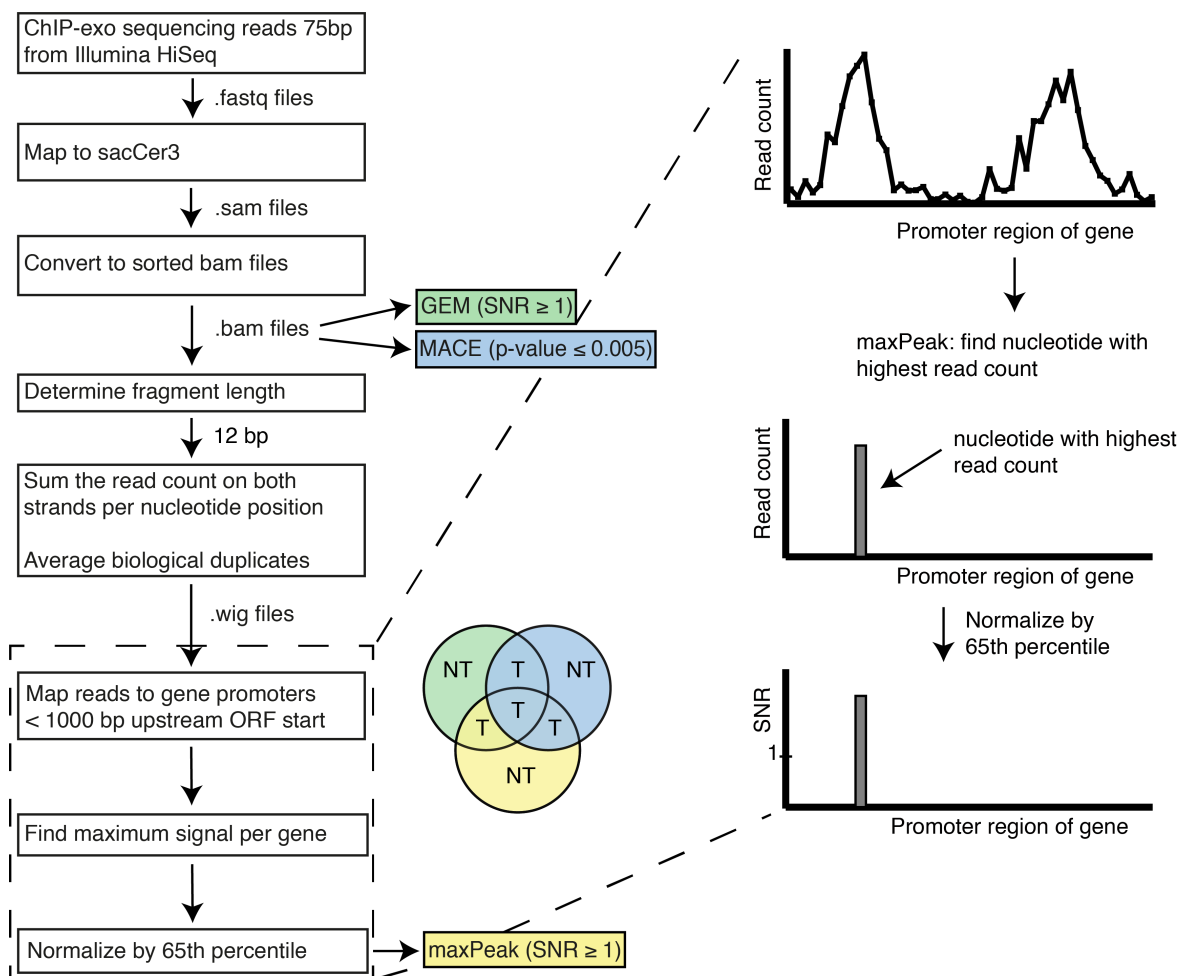 ChIP-exo sequencing reads 75bp
from Illumina HiSeq
.fastq files
Map to sacCer3
.sam files
Convert to sorted bam files
.bam files
GEM (SNR ≥ 1)
MACE (p-value ≤ 0.005)
Determine fragment length
12 bp
Sum the read count on both
strands per nucleotide position
Average biological duplicates
.wig files
Map reads to gene promoters
< 1000 bp upstream ORF start
Find maximum signal per gene
Normalize by 65th percentile
maxPeak (SNR ≥ 1)
NT
T
NT
T
T
T
NT
Read count
Promoter region of gene
maxPeak: find nucleotide with
highest read count
Read count
nucleotide with highest
read count
Promoter region of gene
Normalize by
65th percentile
SNR
1
Promoter region of gene